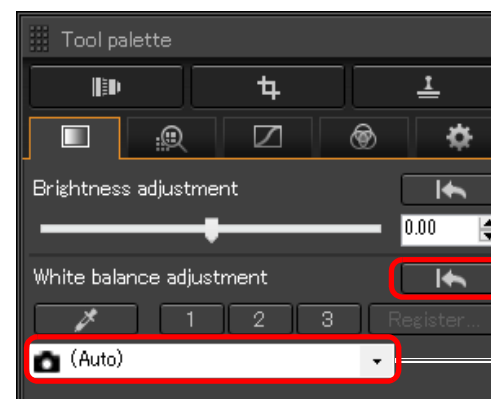 Tool palette
Brightness adjustment
0.00
White balance adjustment
1 2 3 Register...
(Auto)